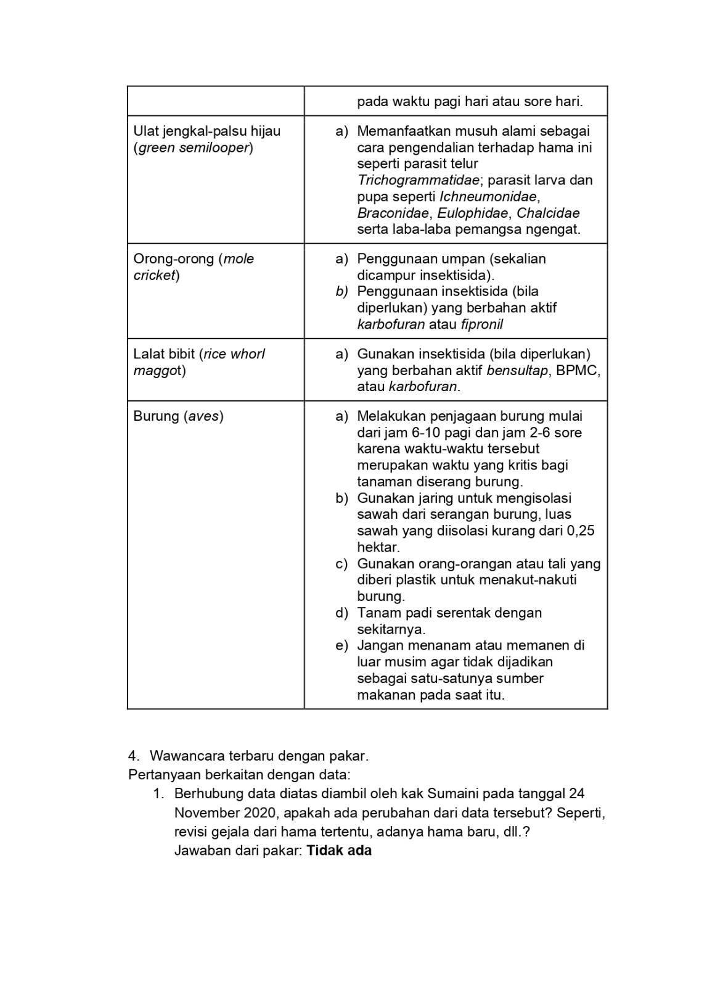 pada waktu pagi hari atau sore hari.
Ulat jengkal-palsu hijau
(green semilooper)
a) Memanfaatkan musuh alami sebagai
cara pengendalian terhadap hama ini
seperti parasit telur
Trichogrammatidae; parasit larva dan
pupa seperti Ichneumonidae,
Braconidae, Eulophidae, Chalcidae
serta laba-laba pemangsa ngengat.
Orong-orong (mole
cricket)
a) Penggunaan umpan (sekalian
dicampur insektisida).
b) Penggunaan insektisida (bila
diperlukan) yang berbahan aktif
karbofuran atau fipronil
Lalat bibit (rice whorl
maggot)
a) Gunakan insektisida (bila diperlukan)
yang berbahan aktif bensultap, BPMC,
atau karbofuran.
Burung (aves)
a) Melakukan penjagaan burung mulai
dari jam 6-10 pagi dan jam 2-6 sore
karena waktu-waktu tersebut
merupakan waktu yang kritis bagi
tanaman diserang burung.
b) Gunakan jaring untuk mengisolasi
sawah dari serangan burung, luas
sawah yang diisolasi kurang dari 0,25
hektar.
c) Gunakan orang-orangan atau tali yang
diberi plastik untuk menakut-nakuti
burung.
d) Tanam padi serentak dengan
sekitarnya.
e) Jangan menanam atau memanen di
luar musim agar tidak dijadikan
sebagai satu-satunya sumber
makanan pada saat itu.
4. Wawancara terbaru dengan pakar.
Pertanyaan berkaitan dengan data:
1. Berhubung data diatas diambil oleh kak Sumaini pada tanggal 24
November 2020, apakah ada perubahan dari data tersebut? Seperti,
revisi gejala dari hama tertentu, adanya hama baru, dll.?
Jawaban dari pakar: Tidak ada